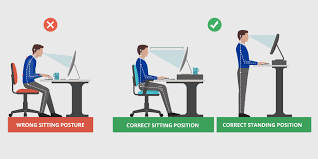 WRONG SITTING POSTURE
CORRECT SITTING POSITION
CORRECT STANDING POSITION